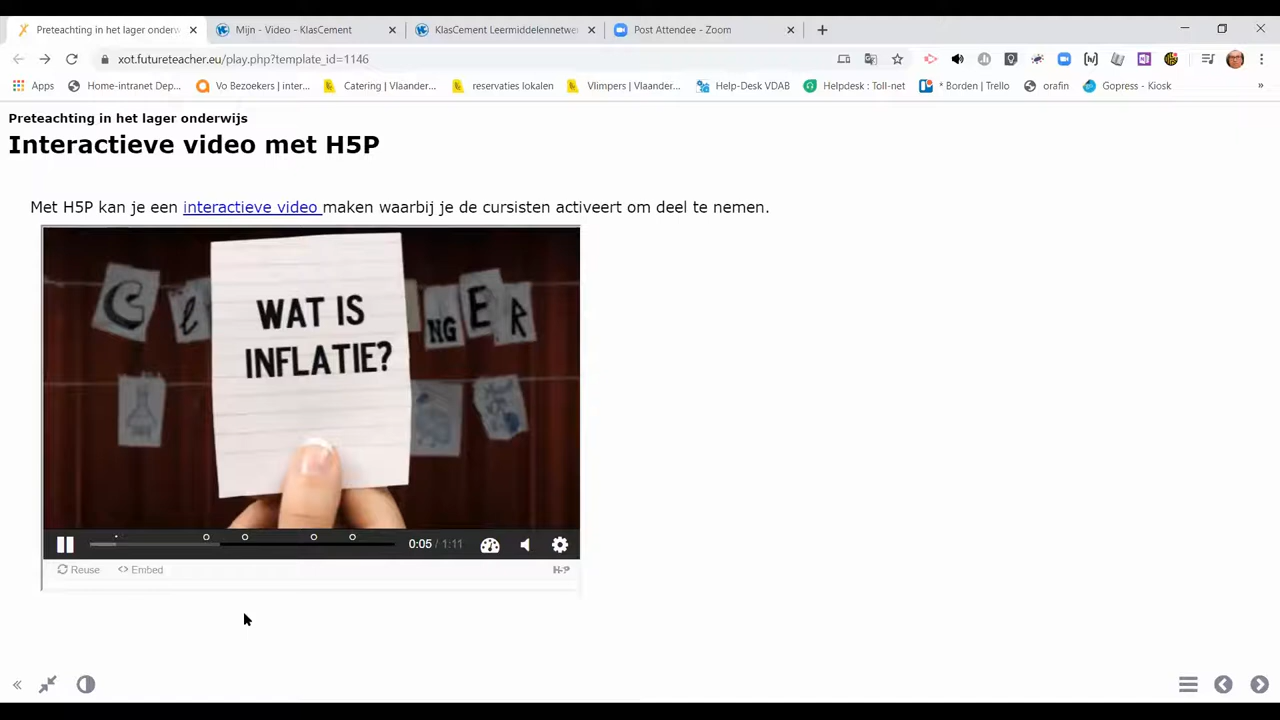 Preteachting in het lager onderw
Mijn - Video - KlasCement
KlasCement Leermiddelennetwe
Post Attendee - Zoom
xot.futureteacher.eu/play.php?template_id=1146
Apps
Home-intranet Dep...
Vo Bezoekers | inter...
Catering | Vlaander...
reservaties lokalen
Vlimpers | Vlaander...
Help-Desk VDAB
Helpdesk : Toll-net
* Borden | Trello
orafin
Gopress - Kiosk
»
Preteachting in het lager onderwijs
Interactieve video met H5P
Met H5P kan je een interactieve video maken waarbij je de cursisten activeert om deel te nemen.
WAT IS
INFLATIE?
NG E R
0:05 / 1:11
Reuse
<> Embed
H-P